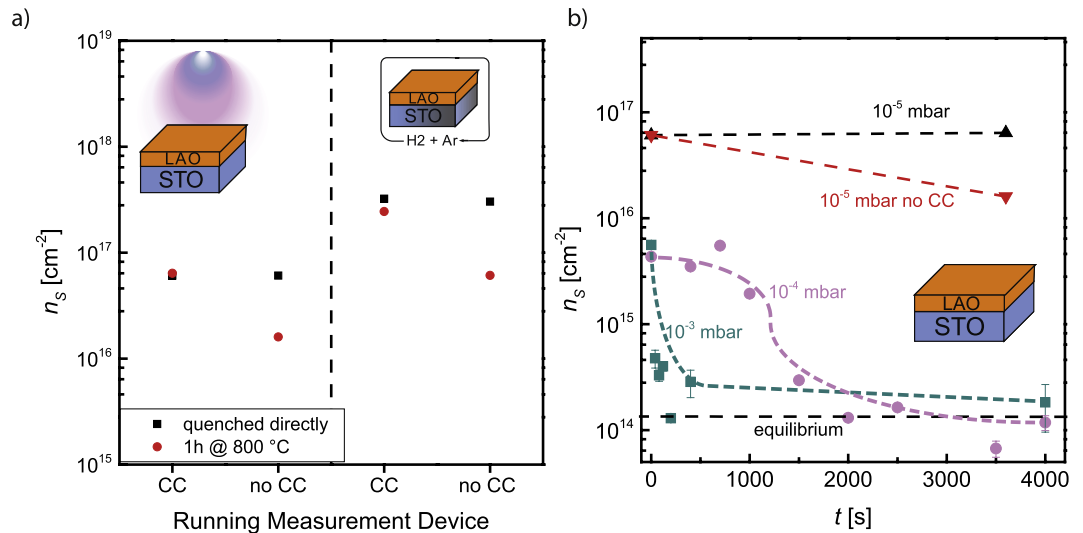 a)
10^19
10^18
10^17
10^16
10^15
n_S [cm^-2]
LAO
STO
LAO
STO
H2 + Ar
quenched directly
1h @ 800 °C
CC
no CC
CC
no CC
Running Measurement Device
b)
10^17
10^16
10^15
10^14
n_S [cm^-2]
10^-5 mbar
10^-5 mbar no CC
10^-4 mbar
10^-3 mbar
LAO
STO
equilibrium
0
1000
2000
3000
4000
t [s]